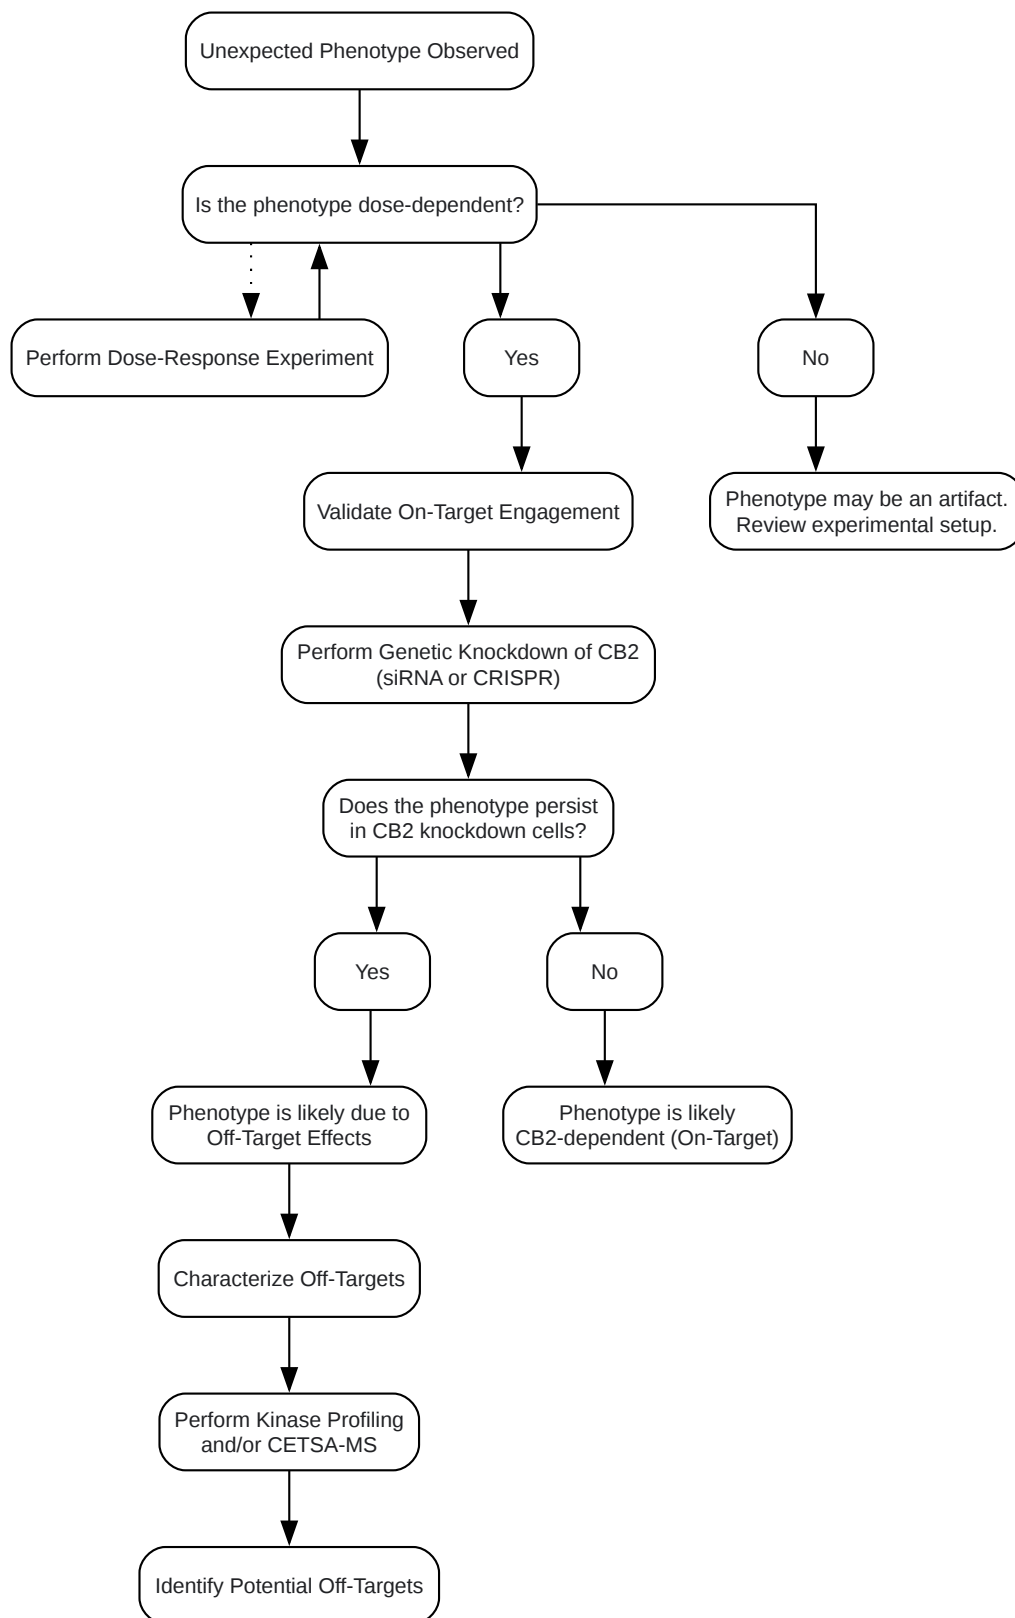 Unexpected Phenotype Observed
Is the phenotype dose-dependent?
Perform Dose-Response Experiment
Yes
No
Validate On-Target Engagement
Phenotype may be an artifact.
Review experimental setup.
Perform Genetic Knockdown of CB2
(siRNA or CRISPR)
Does the phenotype persist
in CB2 knockdown cells?
Yes
No
Phenotype is likely due to
Off-Target Effects
Phenotype is likely
CB2-dependent (On-Target)
Characterize Off-Targets
Perform Kinase Profiling
and/or CETSA-MS
Identify Potential Off-Targets